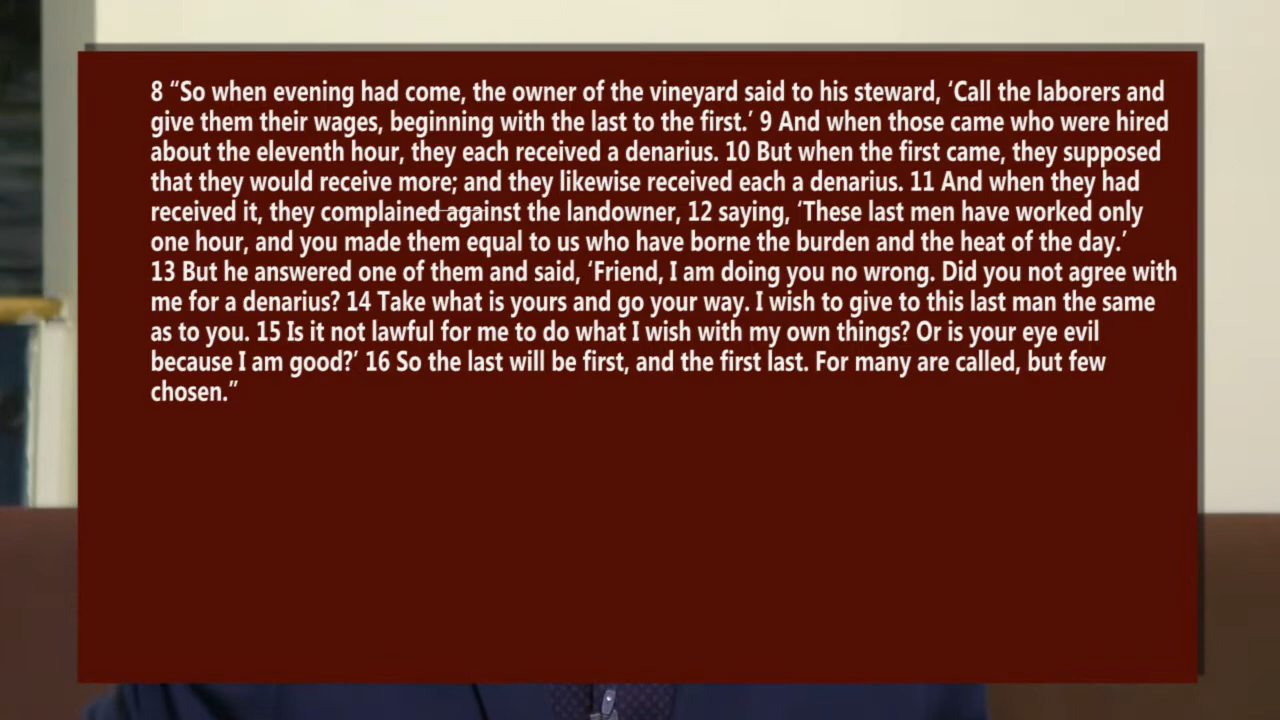 8 “So when evening had come, the owner of the vineyard said to his steward, ‘Call the laborers and
give them their wages, beginning with the last to the first.’ 9 And when those came who were hired
about the eleventh hour, they each received a denarius. 10 But when the first came, they supposed
that they would receive more; and they likewise received each a denarius. 11 And when they had
received it, they complained against the landowner, 12 saying, ‘These last men have worked only
one hour, and you made them equal to us who have borne the burden and the heat of the day.’
13 But he answered one of them and said, ‘Friend, I am doing you no wrong. Did you not agree with
me for a denarius? 14 Take what is yours and go your way. I wish to give to this last man the same
as to you. 15 Is it not lawful for me to do what I wish with my own things? Or is your eye evil
because I am good?’ 16 So the last will be first, and the first last. For many are called, but few
chosen.”